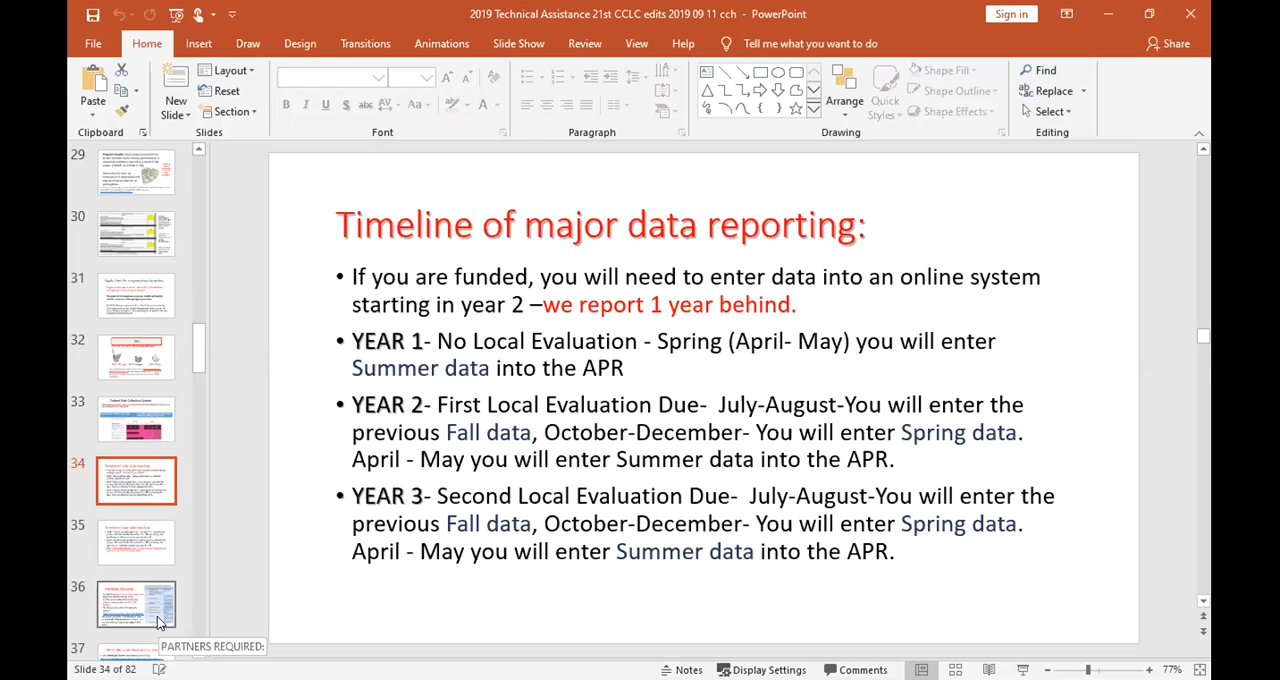 2019 Technical Assistance 21st CCLC edits 2019 09 11 cch - PowerPoint
Sign in
File Home Insert Draw Design Transitions Animations Slide Show Review View Help Tell me what you want to do Share
Paste
Clipboard
New
Slide
Layout
Reset
Section
Slides
B I U S abc AV Aa A
Font
Paragraph
Arrange
Quick
Styles
Shape Fill
Shape Outline
Shape Effects
Drawing
Find
Replace
Select
Editing
29
30
31
32
33
34
35
36
37
PARTNERS REQUIRED:
Timeline of major data reporting:
• If you are funded, you will need to enter data into an online system
starting in year 2 –we report 1 year behind.
• YEAR 1- No Local Evaluation - Spring (April- May) you will enter
Summer data into the APR
• YEAR 2- First Local Evaluation Due- July-August-You will enter the
previous Fall data, October-December- You will enter Spring data.
April - May you will enter Summer data into the APR.
• YEAR 3- Second Local Evaluation Due- July-August-You will enter the
previous Fall data, October-December- You will enter Spring data.
April - May you will enter Summer data into the APR.
Slide 34 of 82
Notes
Display Settings
Comments
77%